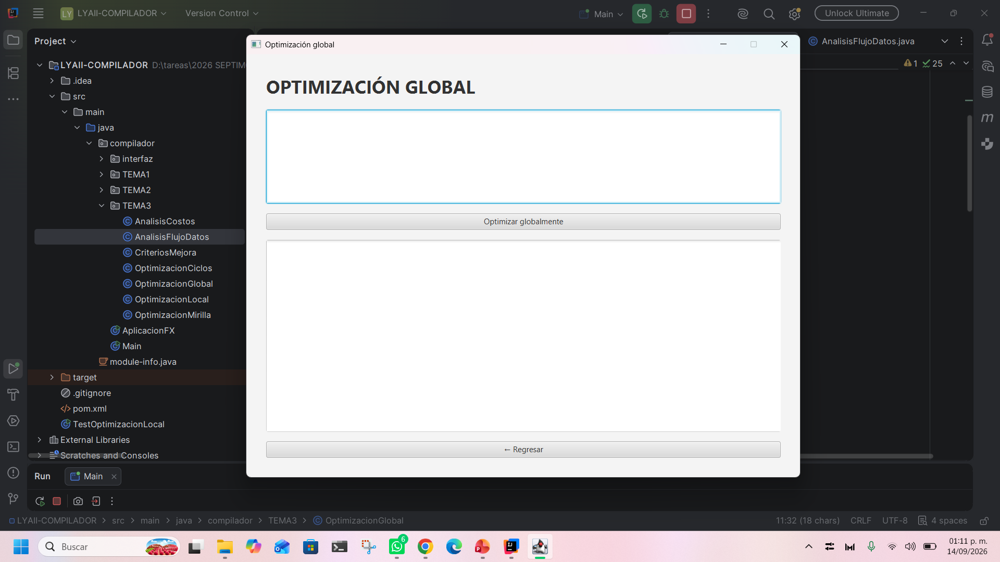 LY LYAII-COMPILADOR
Version Control
Main
Unlock Ultimate
Project
AnalisisFlujoDatos.java
1 25
LYAII-COMPILADOR D:\tareas\2026 SEPTIM
.idea
src
main
java
compilador
interfaz
TEMA1
TEMA2
TEMA3
AnalisisCostos
AnalisisFlujoDatos
CriteriosMejora
OptimizacionCiclos
OptimizacionGlobal
OptimizacionLocal
OptimizacionMirilla
AplicacionFX
Main
module-info.java
target
.gitignore
pom.xml
TestOptimizacionLocal
External Libraries
Scratches and Consoles
Optimización global
OPTIMIZACIÓN GLOBAL
Optimizar globalmente
← Regresar
Run
Main
LYAII-COMPILADOR > src > main > java > compilador > TEMA3 > OptimizacionGlobal
11:32 (18 chars) CRLF UTF-8 4 spaces
Buscar
6
01:11 p. m.
14/09/2026